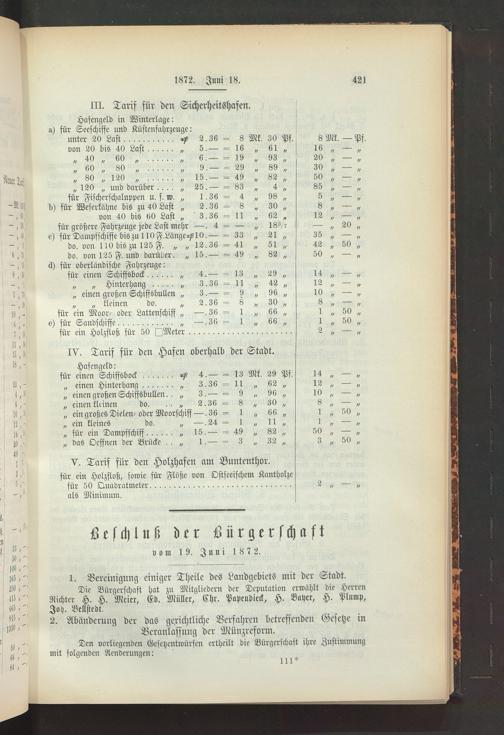 1872. Juni 18. 421
III. Tarif für den Sicherheitshafen.
Hafengeld in Winterlage:
a) für Seeschiffe und Küstenfahrzeuge:
unter 20 Last . . . . . . . . . . 2.36 = 8 Mk. 30 Pf. 8 Mk. — Pf.
von 20 bis 40 Last . . . . . . „ 5.— = 16 „ 61 „ 16 „ — „
„ 40 „ 60 „ . . . . . . „ 6.— = 19 „ 93 „ 20 „ — „
„ 60 „ 80 „ . . . . . . „ 9.— = 29 „ 89 „ 30 „ — „
„ 80 „ 120 „ . . . . . . „ 15.— = 49 „ 82 „ 50 „ — „
„ 120 „ und darüber . . . . „ 25.— = 83 „ 4 „ 85 „ — „
für Fischerschaluppen u. s. w. „ 1.36 = 4 „ 98 „ 5 „ — „
b) für Weserkähne bis zu 40 Last „ 2.36 = 8 „ 30 „ 8 „ — „
von 40 bis 60 Last „ 3.36 = 11 „ 62 „ 12 „ — „
für größere Fahrzeuge jede Last mehr —. 4 = — „ 18 — „ 20 „
c) für Dampfschiffe bis zu 110 F. Länge 10.— = 33 „ 21 „ 35 „ — „
do. von 110 bis zu 125 F. „ „ 12.36 = 41 „ 51 „ 42 „ 50 „
do. von 125 F. und darüber. „ 15.— = 49 „ 82 „ 50 „ — „
d) für oberländische Fahrzeuge:
für einen Schiffsbock . . . . . . „ 4.— = 13 „ 29 „ 14 „ — „
„ „ Hinterhang . . . . . „ 3.36 = 11 „ 42 „ 12 „ — „
„ einen großen Schiffsbullen „ 3.— = 9 „ 96 „ 10 „ — „
„ „ kleinen do. „ 2.36 = 8 „ 30 „ 8 „ — „
für ein Moor- oder Lattenschiff „ —.36 = 1 „ 66 „ 1 „ 50 „
e) für Sandschiffe . . . . . . . . . . „ —.36 = 1 „ 66 „ 1 „ 50 „
für ein Holzfloß für 50 □Meter . . . . . . . . . . . . . . . . . . . . 2 „ — „
IV. Tarif für den Hafen oberhalb der Stadt.
Hafengeld:
für einen Schiffsbock . . . . . . 4.— = 13 Mk. 29 Pf. 14 „ — „
„ einen Hinterhang . . . . . . . „ 3.36 = 11 „ 62 „ 12 „ — „
„ einen großen Schiffsbullen . . „ 3.— = 9 „ 96 „ 10 „ — „
„ einen kleinen do. „ 2.36 = 8 „ 30 „ 8 „ — „
„ ein großes Dielen- oder Moorschiff —.36 = 1 „ 66 „ 1 „ 50 „
„ ein kleines do. „ —.24 = 1 „ 11 „ 1 „ — „
„ für ein Dampfschiff . . . . . „ 15.— = 49 „ 82 „ 50 „ — „
„ das Oeffnen der Brücke . . „ 1.— = 3 „ 32 „ 3 „ 50 „
V. Tarif für den Holzhafen am Buntenthor.
für ein Holzfloß, sowie für Flöße von Ostseeischem Kantholze
für 50 Quadratmeter . . . . . . . . . . . . . . . . . . . . 2 „ — „
als Minimum.
Beschluß der Bürgerschaft
vom 19. Juni 1872.
1. Vereinigung einiger Theile des Landgebiets mit der Stadt.
Die Bürgerschaft hat zu Mitgliedern der Deputation erwählt die Herren
Richter H. H. Meier, Ed. Müller, Chr. Papendieck, H. Bayer, H. Plump,
Joh. Bellstedt.
2. Abänderung der das gerichtliche Verfahren betreffenden Gesetze in
Veranlassung der Münzreform.
Den vorliegenden Gesetzentwürfen ertheilt die Bürgerschaft ihre Zustimmung
mit folgenden Aenderungen:
111*